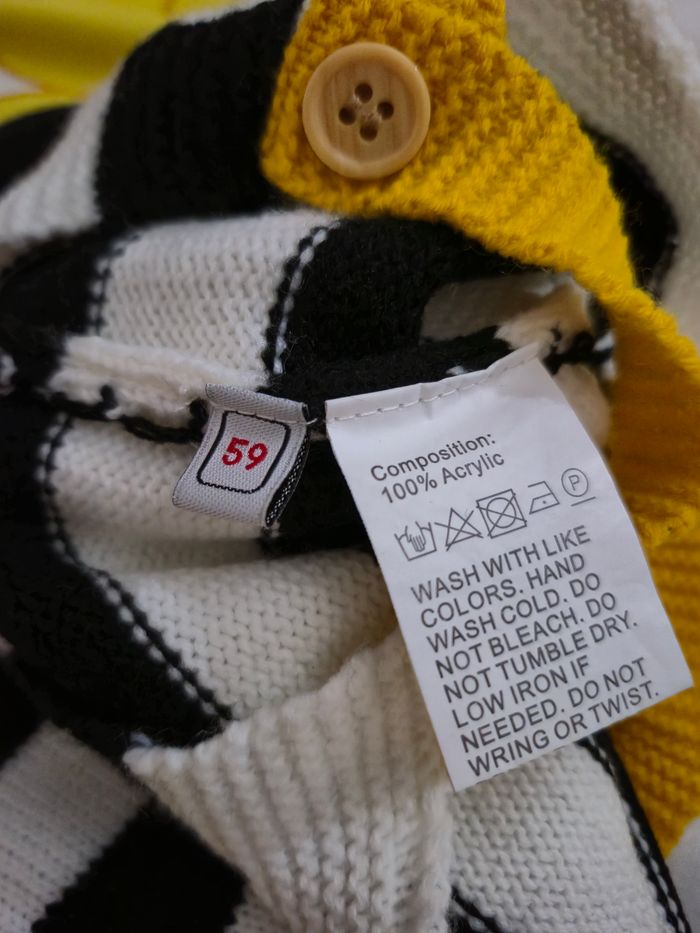 59
Composition:
100% Acrylic
P
WASH WITH LIKE
COLORS. HAND
WASH COLD. DO
NOT BLEACH. DO
NOT TUMBLE DRY.
LOW IRON IF
NEEDED. DO NOT
WRING OR TWIST.